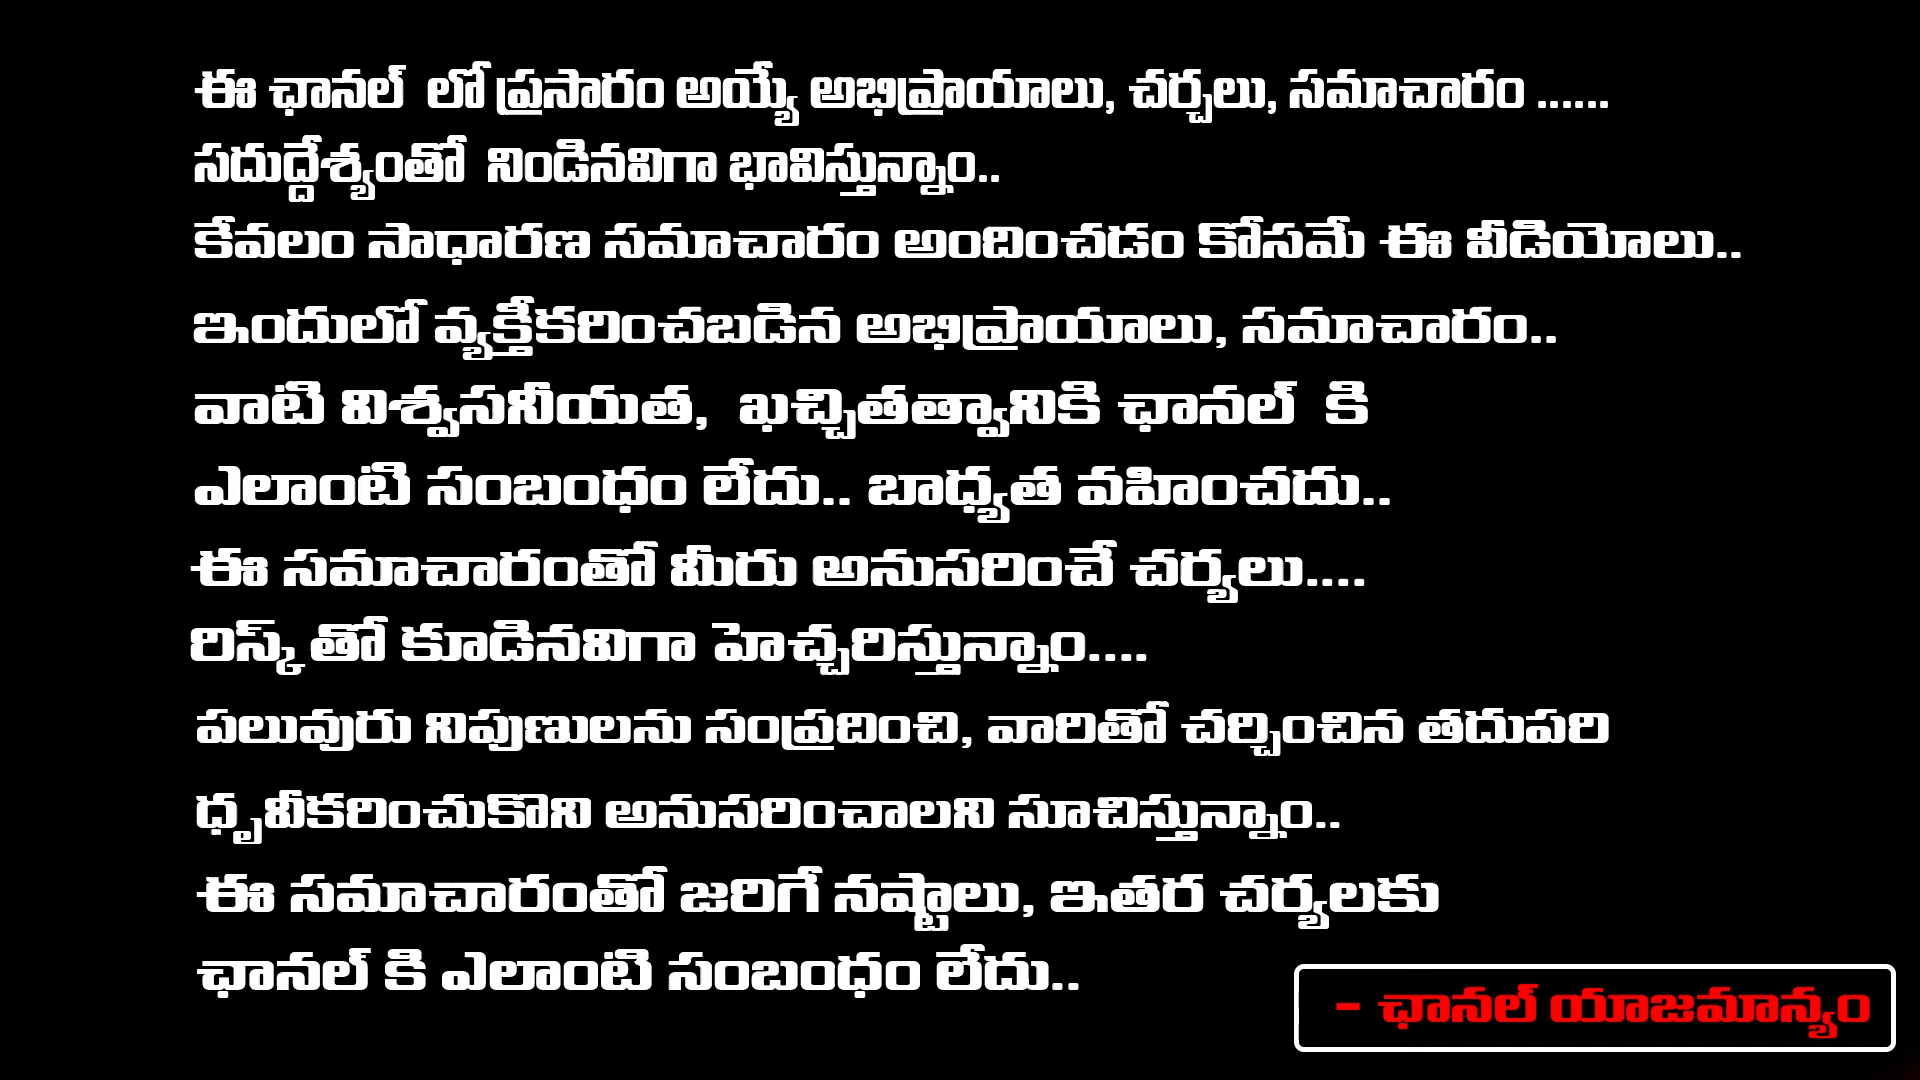 ఈ ఛానల్ లో ప్రసారం అయ్యే అభిప్రాయాలు, చర్చలు, సమాచారం ......
సదుద్దేశ్యంతో నిండినవిగా భావిస్తున్నాం..
కేవలం సాధారణ సమాచారం అందించడం కోసమే ఈ వీడియోలు..
ఇందులో వ్యక్తీకరించబడిన అభిప్రాయాలు, సమాచారం..
వాటి విశ్వసనీయత, ఖచ్చితత్వానికి ఛానల్ కి
ఎలాంటి సంబంధం లేదు.. బాధ్యత వహించదు..
ఈ సమాచారంతో మీరు అనుసరించే చర్యలు....
రిస్క్ తో కూడినవిగా హెచ్చరిస్తున్నాం....
పలువురు నిపుణులను సంప్రదించి, వారితో చర్చించిన తదుపరి
ధృవీకరించుకొని అనుసరించాలని సూచిస్తున్నాం..
ఈ సమాచారంతో జరిగే నష్టాలు, ఇతర చర్యలకు
ఛానల్ కి ఎలాంటి సంబంధం లేదు..
- ఛానల్ యాజమాన్యం